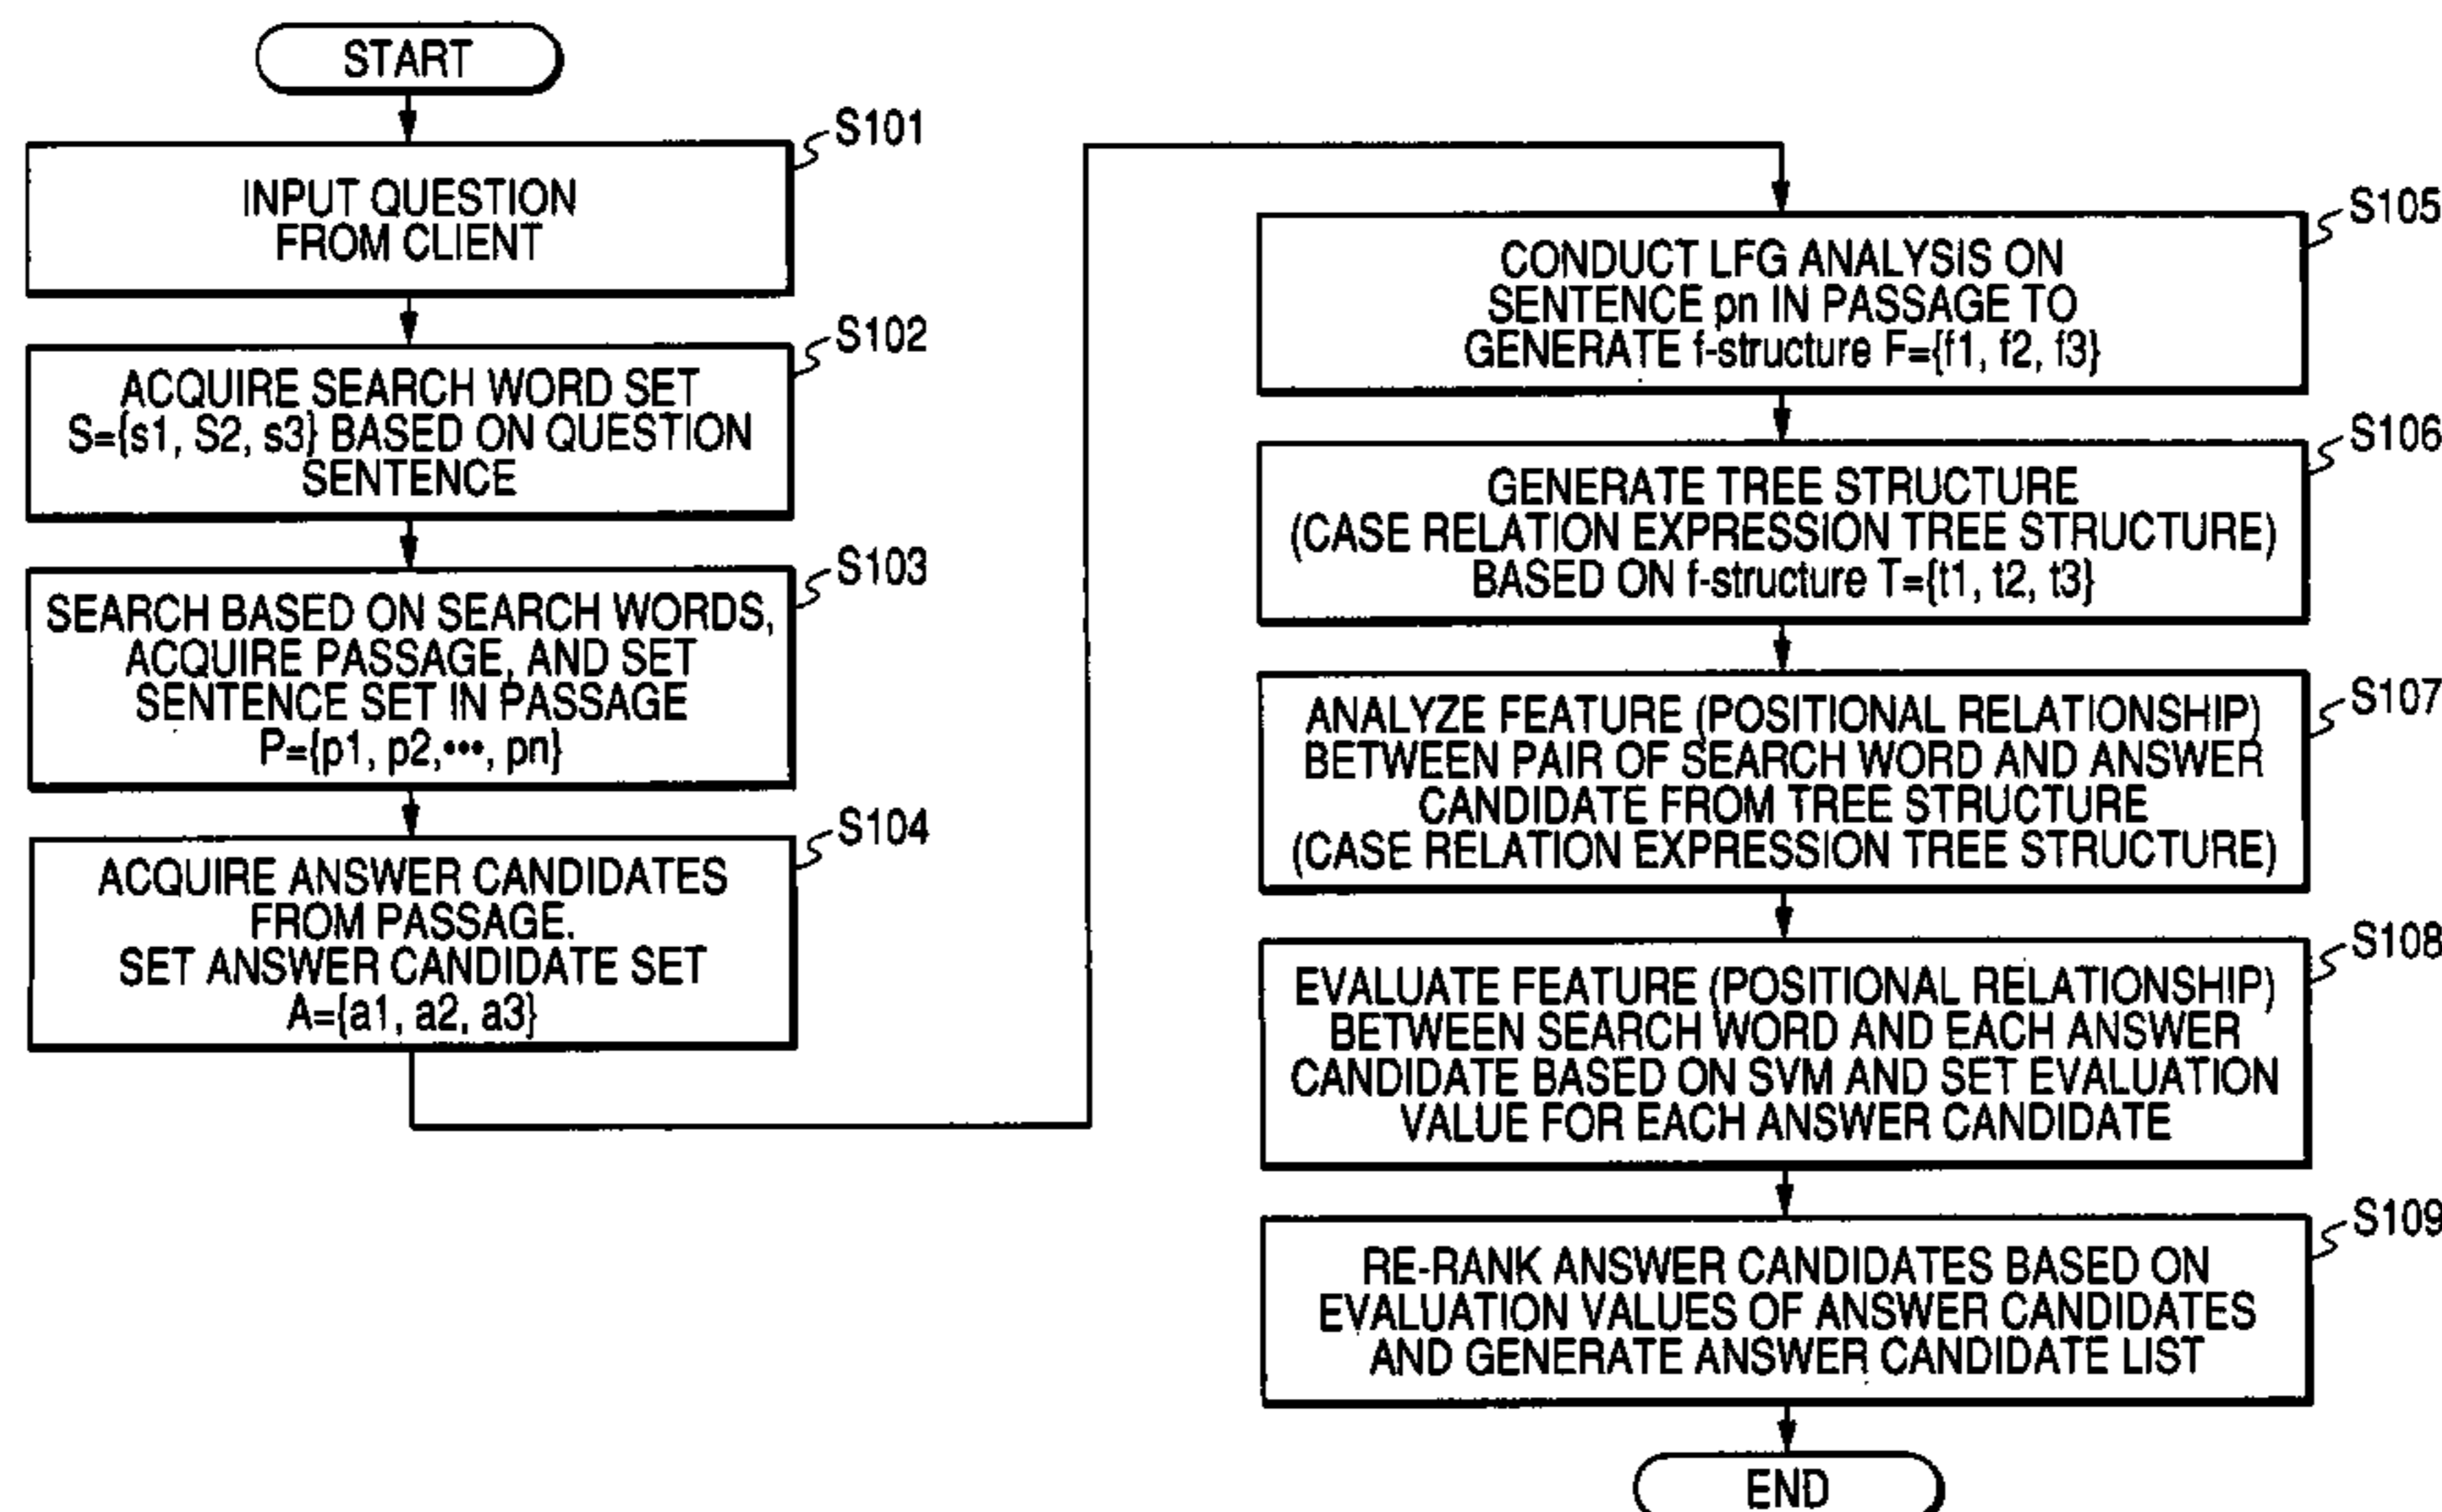 START
S101
INPUT QUESTION
FROM CLIENT
S102
ACQUIRE SEARCH WORD SET
S={s1, S2, s3} BASED ON QUESTION
SENTENCE
S103
SEARCH BASED ON SEARCH WORDS,
ACQUIRE PASSAGE, AND SET
SENTENCE SET IN PASSAGE
P={p1, p2,•••, pn}
S104
ACQUIRE ANSWER CANDIDATES
FROM PASSAGE.
SET ANSWER CANDIDATE SET
A={a1, a2, a3}
S105
CONDUCT LFG ANALYSIS ON
SENTENCE pn IN PASSAGE TO
GENERATE f-structure F={f1, f2, f3}
S106
GENERATE TREE STRUCTURE
(CASE RELATION EXPRESSION TREE STRUCTURE)
BASED ON f-structure T={t1, t2, t3}
S107
ANALYZE FEATURE (POSITIONAL RELATIONSHIP)
BETWEEN PAIR OF SEARCH WORD AND ANSWER
CANDIDATE FROM TREE STRUCTURE
(CASE RELATION EXPRESSION TREE STRUCTURE)
S108
EVALUATE FEATURE (POSITIONAL RELATIONSHIP)
BETWEEN SEARCH WORD AND EACH ANSWER
CANDIDATE BASED ON SVM AND SET EVALUATION
VALUE FOR EACH ANSWER CANDIDATE
S109
RE-RANK ANSWER CANDIDATES BASED ON
EVALUATION VALUES OF ANSWER CANDIDATES
AND GENERATE ANSWER CANDIDATE LIST
END